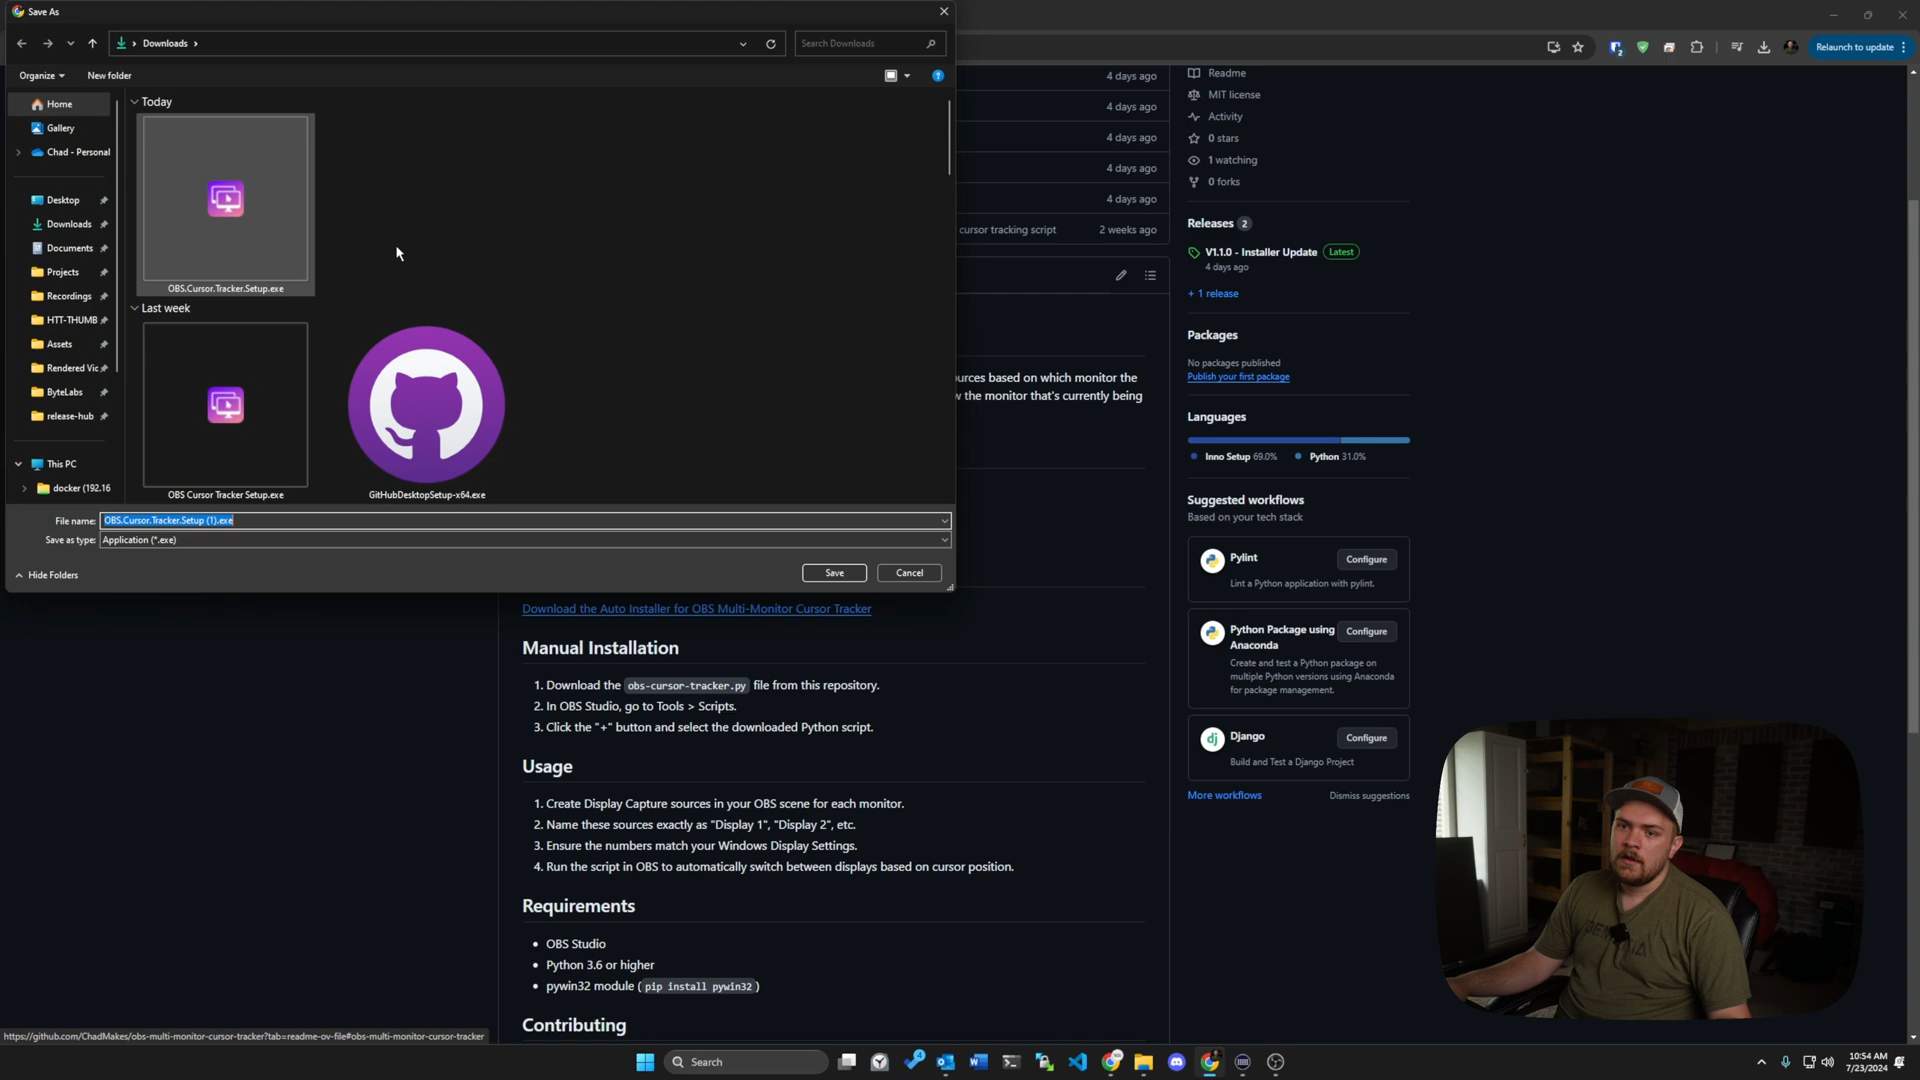 Save As
Downloads
Search Downloads
Organize
New folder
Home
Gallery
Chad - Personal
Desktop
Downloads
Documents
Projects
Recordings
HTT-THUMB
Assets
Rendered Vic
ByteLabs
release-hub
This PC
docker (192.16
Today
OBS.Cursor.Tracker.Setup.exe
Last week
OBS Cursor Tracker Setup.exe
GitHubDesktopSetup-x64.exe
File name: OBS.Cursor.Tracker.Setup (1).exe
Save as type: Application (*.exe)
Hide Folders
Save
Cancel
Relaunch to update
4 days ago
4 days ago
4 days ago
4 days ago
4 days ago
cursor tracking script 2 weeks ago
urces based on which monitor the
w the monitor that's currently being
Download the Auto Installer for OBS Multi-Monitor Cursor Tracker
Manual Installation
1. Download the obs-cursor-tracker.py file from this repository.
2. In OBS Studio, go to Tools > Scripts.
3. Click the "+" button and select the downloaded Python script.
Usage
1. Create Display Capture sources in your OBS scene for each monitor.
2. Name these sources exactly as "Display 1", "Display 2", etc.
3. Ensure the numbers match your Windows Display Settings.
4. Run the script in OBS to automatically switch between displays based on cursor position.
Requirements
• OBS Studio
• Python 3.6 or higher
• pywin32 module ( pip install pywin32 )
Contributing
Readme
MIT license
Activity
0 stars
1 watching
0 forks
Releases 2
V1.1.0 - Installer Update Latest
4 days ago
+ 1 release
Packages
No packages published
Publish your first package
Languages
Inno Setup 69.0% Python 31.0%
Suggested workflows
Based on your tech stack
Pylint
Configure
Lint a Python application with pylint.
Python Package using
Anaconda
Configure
Create and test a Python package on
multiple Python versions using Anaconda
for package management.
Django
Configure
dj
Build and Test a Django Project
More workflows
Dismiss suggestions
https://github.com/ChadMakes/obs-multi-monitor-cursor-tracker?tab=readme-ov-file#obs-multi-monitor-cursor-tracker
Search
10:54 AM
7/23/2024